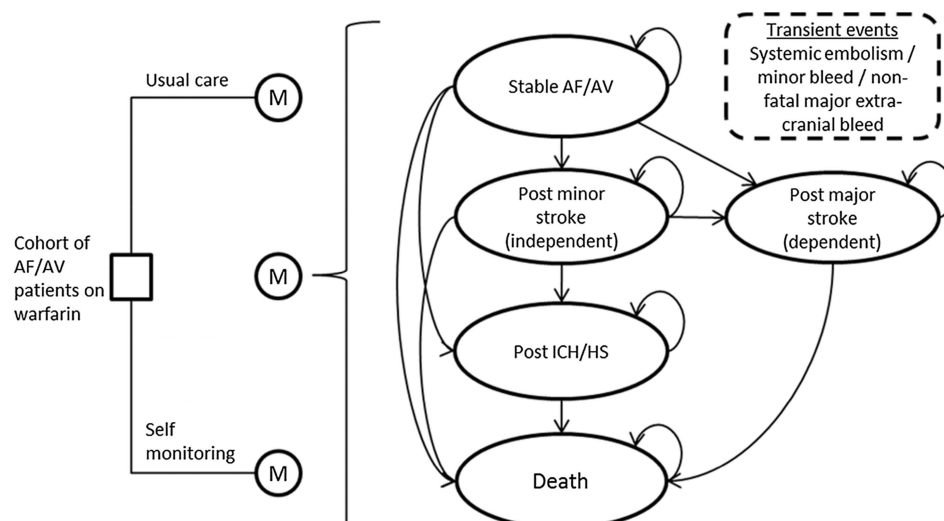 Usual care
M
Cohort of
AF/AV
patients on
warfarin
M
Self
monitoring
M
Stable AF/AV
Post minor
stroke
(independent)
Post major
stroke
(dependent)
Post ICH/HS
Death
Transient events
Systemic embolism /
minor bleed / non-
fatal major extra-
cranial bleed